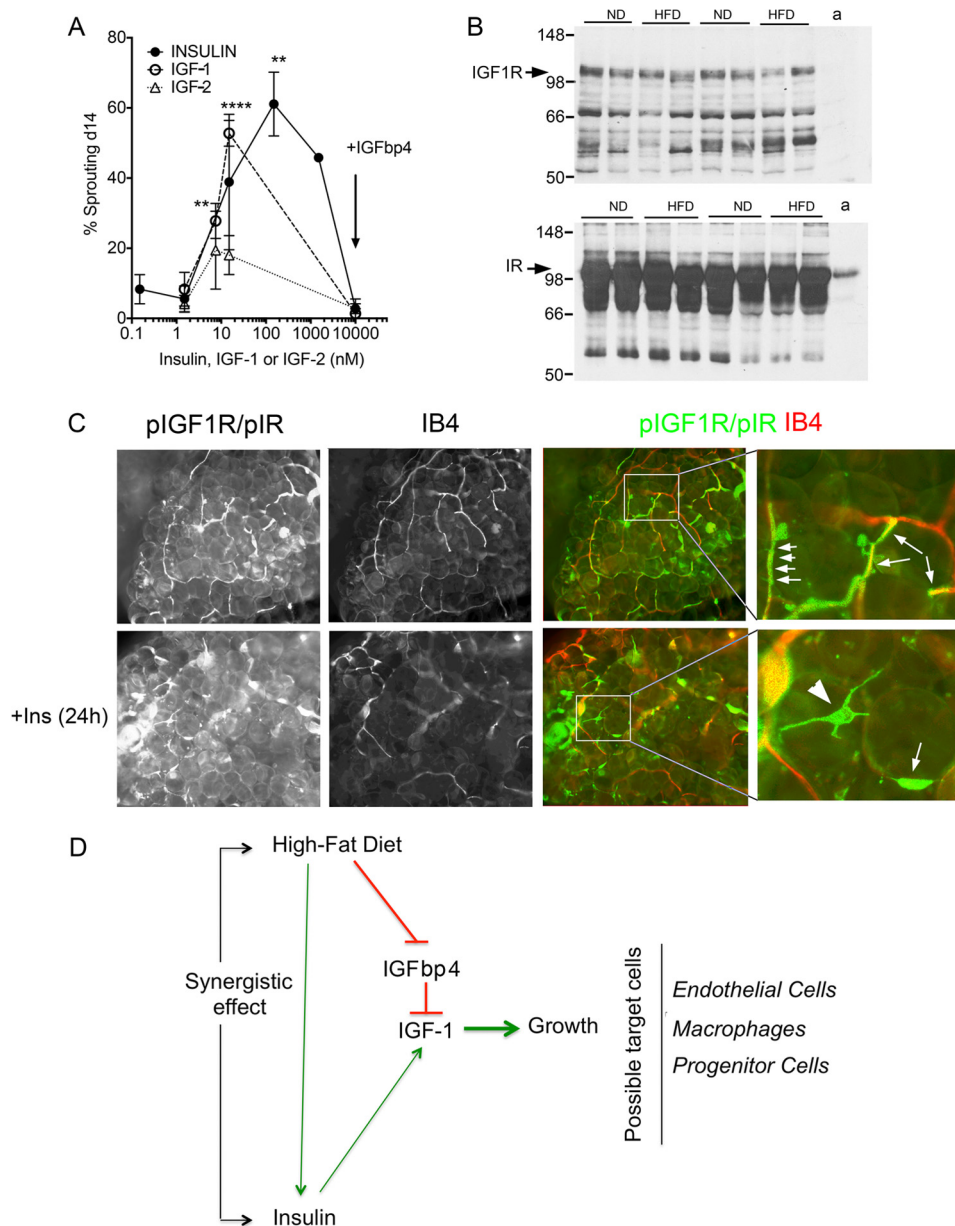 A
INSULIN
IGF-1
IGF-2
**
****
**
+IGFbp4
% Sprouting d14
80
60
40
20
0
0.1 1 10 100 1000 10000
Insulin, IGF-1 or IGF-2 (nM)
B
ND HFD ND HFD a
148
IGF1R
98
66
50
ND HFD ND HFD a
148
IR
98
66
50
C
pIGF1R/pIR IB4 pIGF1R/pIR IB4
+Ins (24h)
D
High-Fat Diet
Synergistic
effect
IGFbp4
IGF-1
Growth
Insulin
Possible target cells
Endothelial Cells
Macrophages
Progenitor Cells